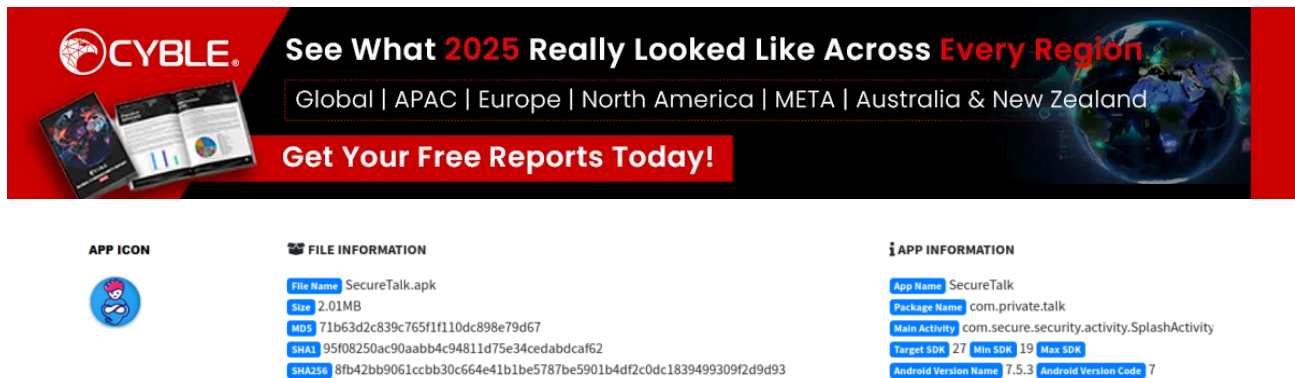 CYBLE®
See What 2025 Really Looked Like Across Every Region
Global | APAC | Europe | North America | META | Australia & New Zealand
Get Your Free Reports Today!
APP ICON
FILE INFORMATION
File Name SecureTalk.apk
Size 2.01MB
MD5 71b63d2c839c765f1f110dc898e79d67
SHA1 95f08250ac90aabb4c94811d75e34cedabdcaf62
SHA256 8fb42bb9061ccbb30c664e41b1be5787be5901b4df2c0dc1839499309f2d9d93
APP INFORMATION
App Name SecureTalk
Package Name com.private.talk
Main Activity com.secure.security.activity.SplashActivity
Target SDK 27 Min SDK 19 Max SDK
Android Version Name 7.5.3 Android Version Code 7